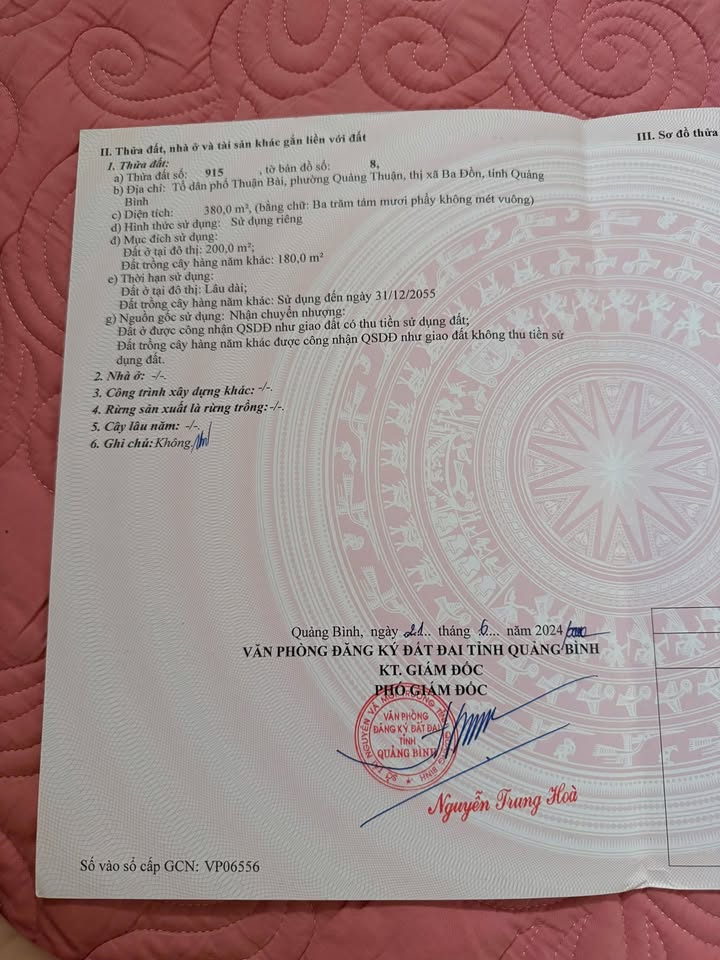 II. Thửa đất, nhà ở và tài sản khác gắn liền với đất
1. Thửa đất:
a) Thửa đất số: 915 , tờ bản đồ số: 8,
b) Địa chỉ: Tổ dân phố Thuận Bài, phường Quảng Thuận, thị xã Ba Đồn, tỉnh Quảng
Bình
c) Diện tích: 380,0 m², (bằng chữ: Ba trăm tám mươi phẩy không mét vuông)
d) Hình thức sử dụng: Sử dụng riêng
đ) Mục đích sử dụng:
Đất ở tại đô thị: 200,0 m²;
Đất trồng cây hàng năm khác: 180,0 m²
e) Thời hạn sử dụng:
Đất ở tại đô thị: Lâu dài;
Đất trồng cây hàng năm khác: Sử dụng đến ngày 31/12/2055
g) Nguồn gốc sử dụng: Nhận chuyển nhượng:
Đất ở được công nhận QSDĐ như giao đất có thu tiền sử dụng đất;
Đất trồng cây hàng năm khác được công nhận QSDĐ như giao đất không thu tiền sử
dụng đất.
2. Nhà ở: -/-.
3. Công trình xây dựng khác: -/-.
4. Rừng sản xuất là rừng trồng: -/-.
5. Cây lâu năm: -/-.
6. Ghi chú: Không
III. Sơ đồ thửa
Quảng Bình, ngày 21... tháng 6... năm 2024
VĂN PHÒNG ĐĂNG KÝ ĐẤT ĐAI TỈNH QUẢNG BÌNH
KT. GIÁM ĐỐC
PHÓ GIÁM ĐỐC
VĂN PHÒNG
ĐĂNG KÝ ĐẤT ĐAI
TỈNH
QUẢNG BÌNH
SỞ TÀI NGUYÊN VÀ MÔI TRƯỜNG TỈNH QUẢNG BÌNH
Nguyễn Trung Hoà
Số vào sổ cấp GCN: VP06556